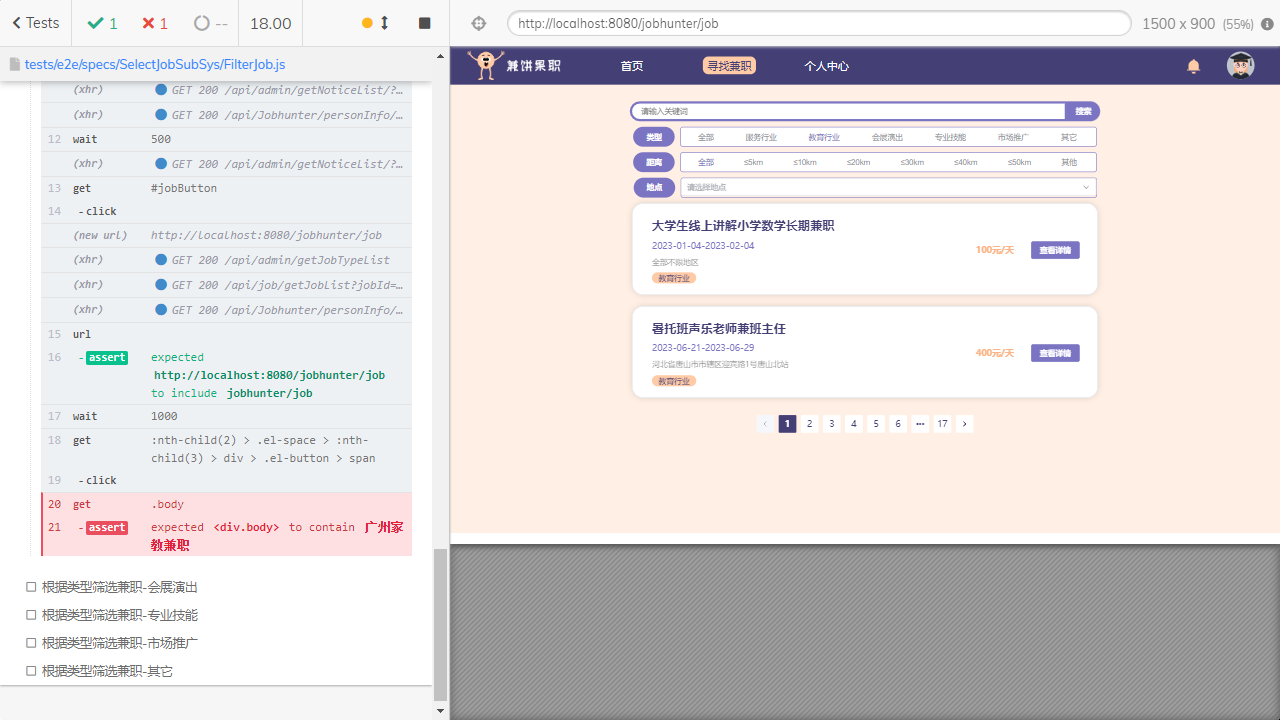 Tests
1
1
--
18.00
http://localhost:8080/jobhunter/job
1500 x 900 (55%)
tests/e2e/specs/SelectJobSubSys/FilterJob.js
(xhr) GET 200 /api/admin/getNoticeList/?…
(xhr) GET 200 /api/Jobhunter/personInfo/…
12 wait 500
(xhr) GET 200 /api/admin/getNoticeList/?…
13 get #jobButton
14 -click
(new url) http://localhost:8080/jobhunter/job
(xhr) GET 200 /api/admin/getJobTypeList
(xhr) GET 200 /api/job/getJobList?jobId=…
(xhr) GET 200 /api/Jobhunter/personInfo/…
15 url
16 -assert expected
http://localhost:8080/jobhunter/job
to include jobhunter/job
17 wait 1000
18 get :nth-child(2) > .el-space > :nth-
child(3) > div > .el-button > span
19 -click
20 get .body
21 -assert expected <div.body> to contain 广州家
教兼职
根据类型筛选兼职-会展演出
根据类型筛选兼职-专业技能
根据类型筛选兼职-市场推广
根据类型筛选兼职-其它
兼饼果职
首页
寻找兼职
个人中心
请输入关键词
搜索
类型 全部 服务行业 教育行业 会展演出 专业技能 市场推广 其它
距离 全部 ≤5km ≤10km ≤20km ≤30km ≤40km ≤50km 其他
地点 请选择地点
大学生线上讲解小学数学长期兼职
2023-01-04-2023-02-04
全部不限地区
教育行业
100元/天
查看详情
暑托班声乐老师兼班主任
2023-06-21-2023-06-29
河北省唐山市市辖区迎宾路1号唐山北站
教育行业
400元/天
查看详情
‹ 1 2 3 4 5 6 ••• 17 ›